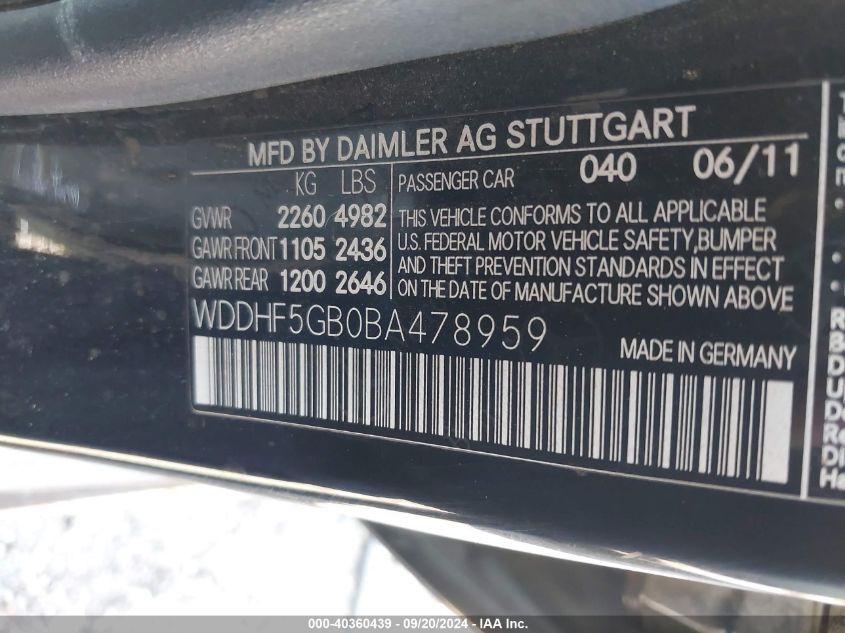 MFD BY DAIMLER AG STUTTGART
KG LBS
GVWR 2260 4982
GAWR FRONT 1105 2436
GAWR REAR 1200 2646
PASSENGER CAR 040 06/11
THIS VEHICLE CONFORMS TO ALL APPLICABLE
U.S. FEDERAL MOTOR VEHICLE SAFETY, BUMPER
AND THEFT PREVENTION STANDARDS IN EFFECT
ON THE DATE OF MANUFACTURE SHOWN ABOVE.
WDDHF5GB0BA478959
MADE IN GERMANY
000-40360439 - 09/20/2024 - IAA Inc.